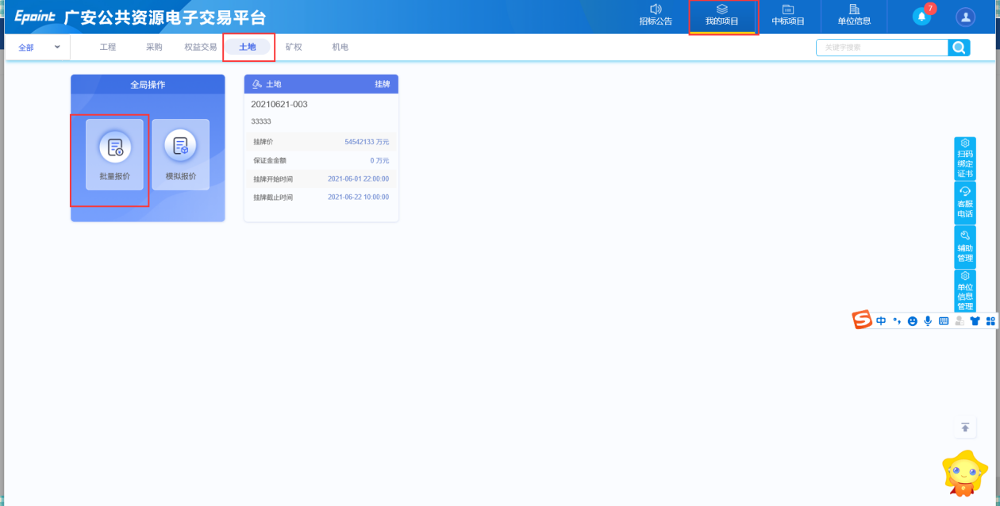 Epoint 广安公共资源电子交易平台
招标公告
我的项目
中标项目
单位信息
7
全部
工程
采购
权益交易
土地
矿权
机电
关键字搜索
全局操作
批量报价
模拟报价
土地
挂牌
20210621-003
33333
挂牌价
54542133 万元
保证金金额
0 万元
挂牌开始时间
2021-06-01 22:00:00
挂牌截止时间
2021-06-22 10:00:00
扫码
绑定
证书
客服
电话
辅助
管理
单位
信息
管理
S 中